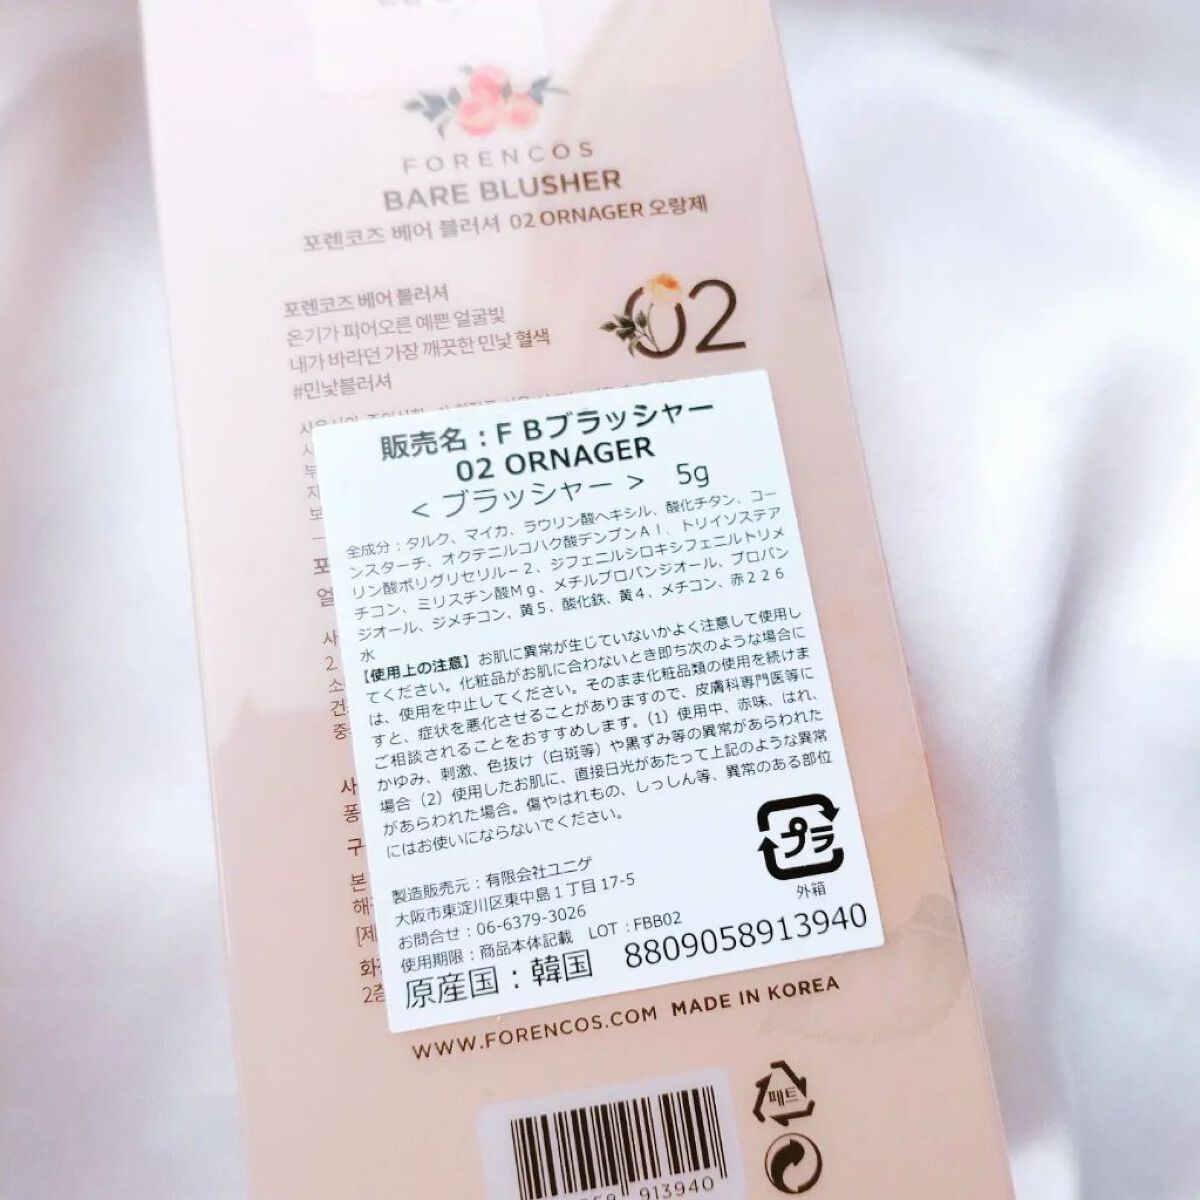 FORENCOS
BARE BLUSHER
포렌코즈 베어 블러셔 02 ORNAGER 오랑제
포렌코즈 베어 블러셔
온기가 피어오른 예쁜 얼굴빛
내가 바라던 가장 깨끗한 민낯 혈색
#민낯블러셔
02
販売名：ＦＢブラッシャー
02 ORNAGER
＜ブラッシャー＞ 5g
全成分：タルク、マイカ、ラウリン酸ヘキシル、酸化チタン、コー
ンスターチ、オクテニルコハク酸デンプンＡｌ、トリイソステア
リン酸ポリグリセリル－２、ジフェニルシロキシフェニルトリメ
チコン、ミリスチン酸Ｍｇ、メチルプロパンジオール、プロパン
ジオール、ジメチコン、黄５、酸化鉄、黄４、メチコン、赤２２６
水
【使用上の注意】お肌に異常が生じていないかよく注意して使用し
てください。化粧品がお肌に合わないとき即ち次のような場合に
は、使用を中止してください。そのまま化粧品類の使用を続けま
すと、症状を悪化させることがありますので、皮膚科専門医等に
ご相談されることをおすすめします。（1）使用中、赤味、はれ、
かゆみ、刺激、色抜け（白斑等）や黒ずみ等の異常があらわれた
場合（2）使用したお肌に、直接日光があたって上記のような異常
があらわれた場合。傷やはれもの、しっしん等、異常のある部位
にはお使いにならないでください。
プラ
外箱
製造販売元：有限会社ユニゲ
大阪市東淀川区東中島１丁目 17-5
お問合せ：06-6379-3026
使用期限：商品本体記載 LOT：FBB02
原産国：韓国 8809058913940
WWW.FORENCOS.COM MADE IN KOREA
페트
913940